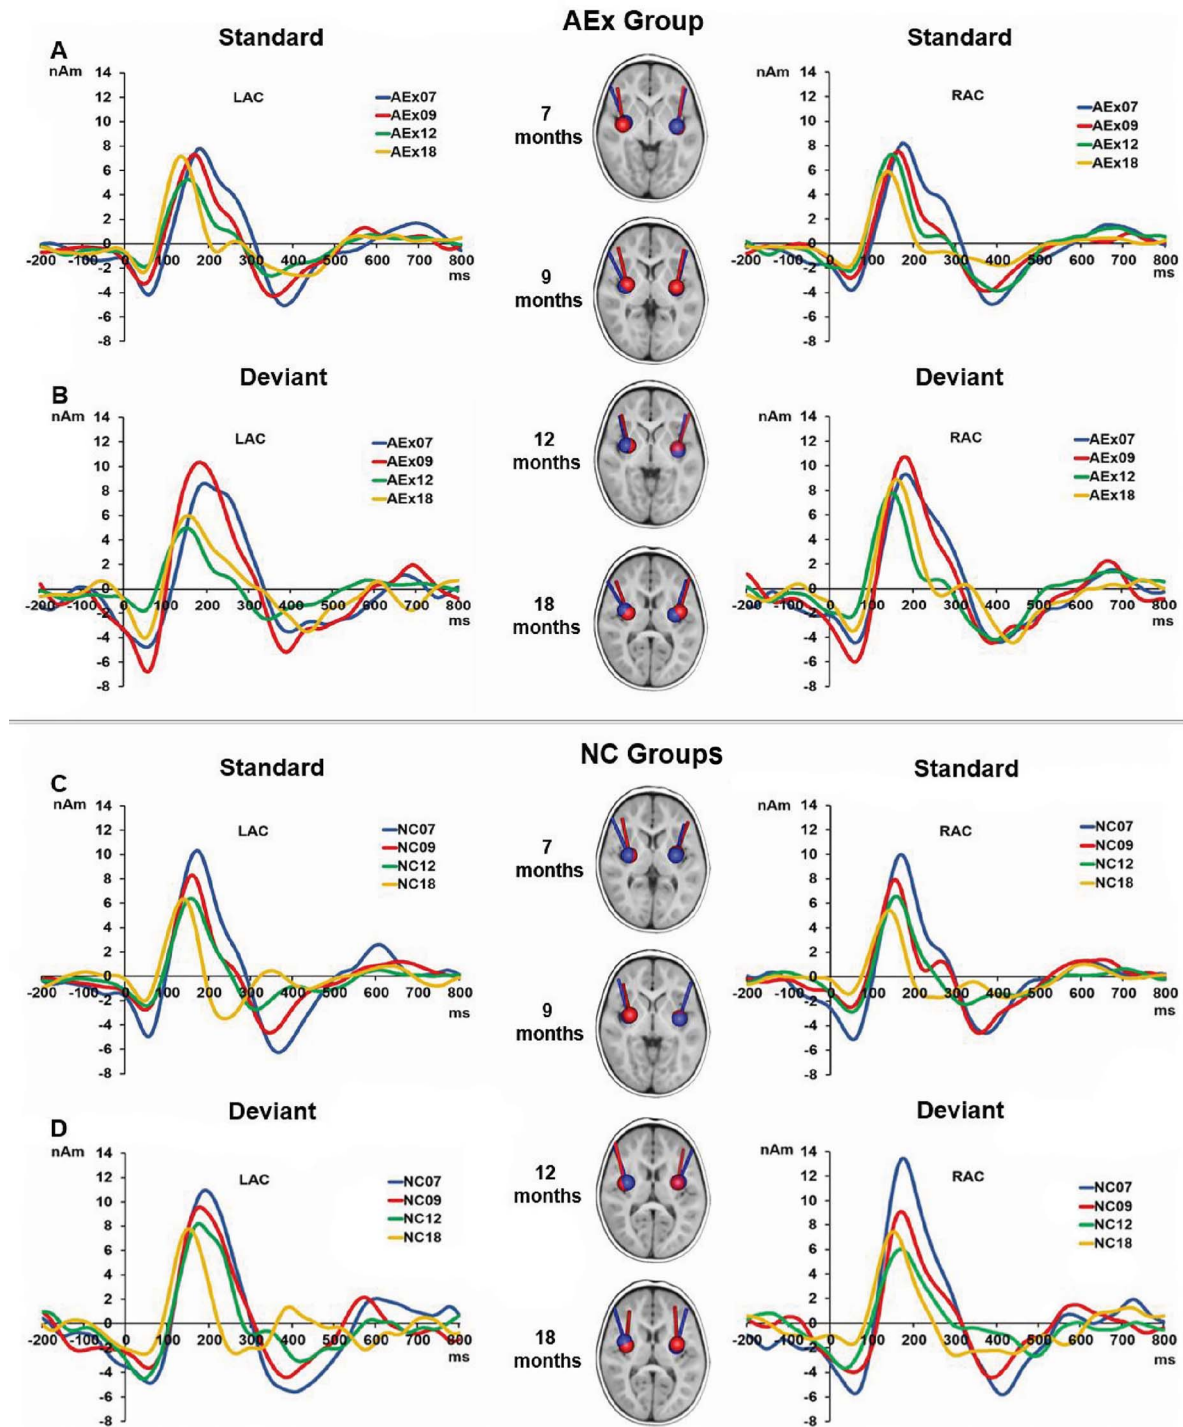 AEx Group
A
Standard
Standard
nAm
14
12
10
8
6
4
2
0
-2
-4
-6
-8
-200 -100 0 100 200 300 400 500 600 700 800
ms
LAC
AEx07
AEx09
AEx12
AEx18
7
months
nAm
14
12
10
8
6
4
2
0
-2
-4
-6
-8
-200 -100 0 100 200 300 400 500 600 700 800
ms
RAC
AEx07
AEx09
AEx12
AEx18
9
months
B
Deviant
Deviant
nAm
14
12
10
8
6
4
2
0
-2
-4
-6
-8
-200 -100 0 100 200 300 400 500 600 700 800
ms
LAC
AEx07
AEx09
AEx12
AEx18
12
months
nAm
14
12
10
8
6
4
2
0
-2
-4
-6
-8
-200 -100 0 100 200 300 400 500 600 700 800
ms
RAC
AEx07
AEx09
AEx12
AEx18
18
months
NC Groups
C
Standard
Standard
nAm
14
12
10
8
6
4
2
0
-2
-4
-6
-8
-200 -100 0 100 200 300 400 500 600 700 800
ms
LAC
NC07
NC09
NC12
NC18
7
months
nAm
14
12
10
8
6
4
2
0
-2
-4
-6
-8
-200 -100 0 100 200 300 400 500 600 700 800
ms
RAC
NC07
NC09
NC12
NC18
9
months
D
Deviant
Deviant
nAm
14
12
10
8
6
4
2
0
-2
-4
-6
-8
-200 -100 0 100 200 300 400 500 600 700 800
ms
LAC
NC07
NC09
NC12
NC18
12
months
nAm
14
12
10
8
6
4
2
0
-2
-4
-6
-8
-200 -100 0 100 200 300 400 500 600 700 800
ms
RAC
NC07
NC09
NC12
NC18
18
months